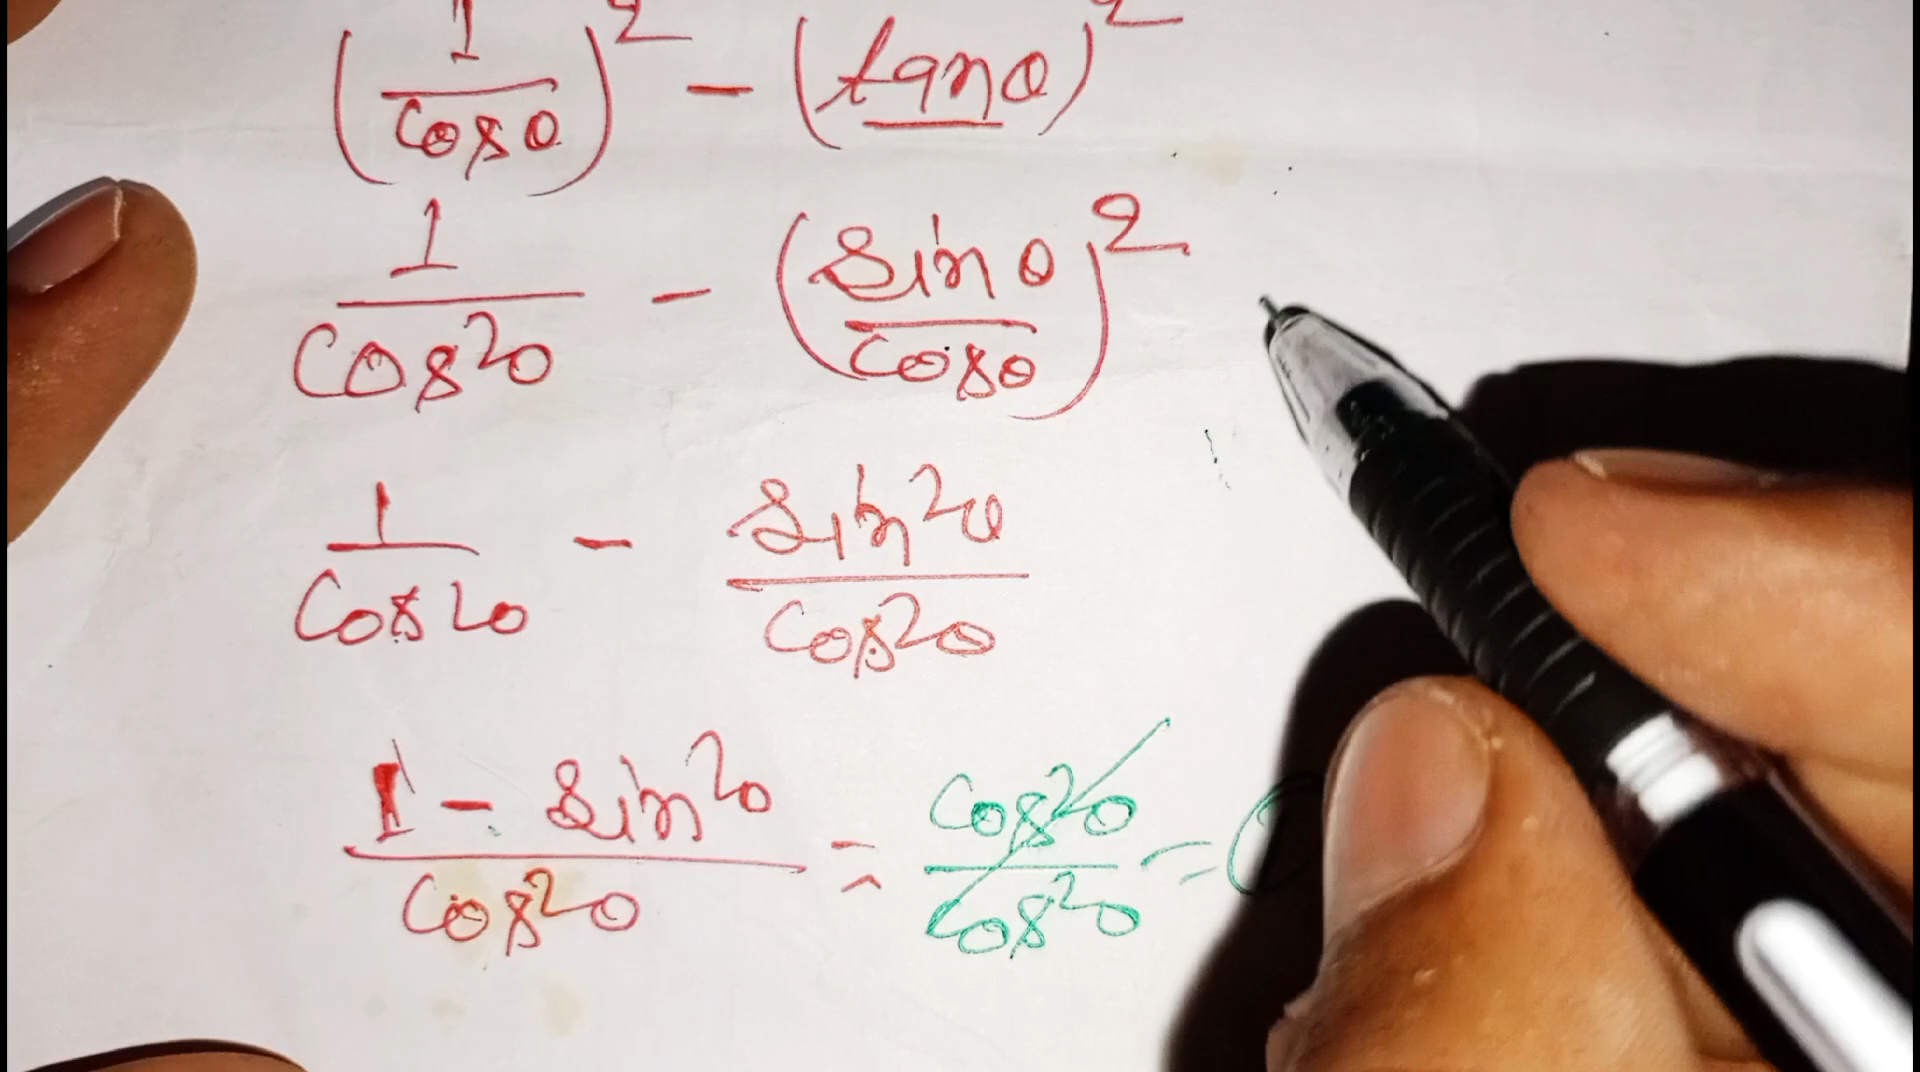 (1/cosθ)² - (tanθ)²
1/cos²θ - (sinθ/cosθ)²
1/cos²θ - sin²θ/cos²θ
1 - sin²θ/cos²θ = cos²θ/cos²θ =